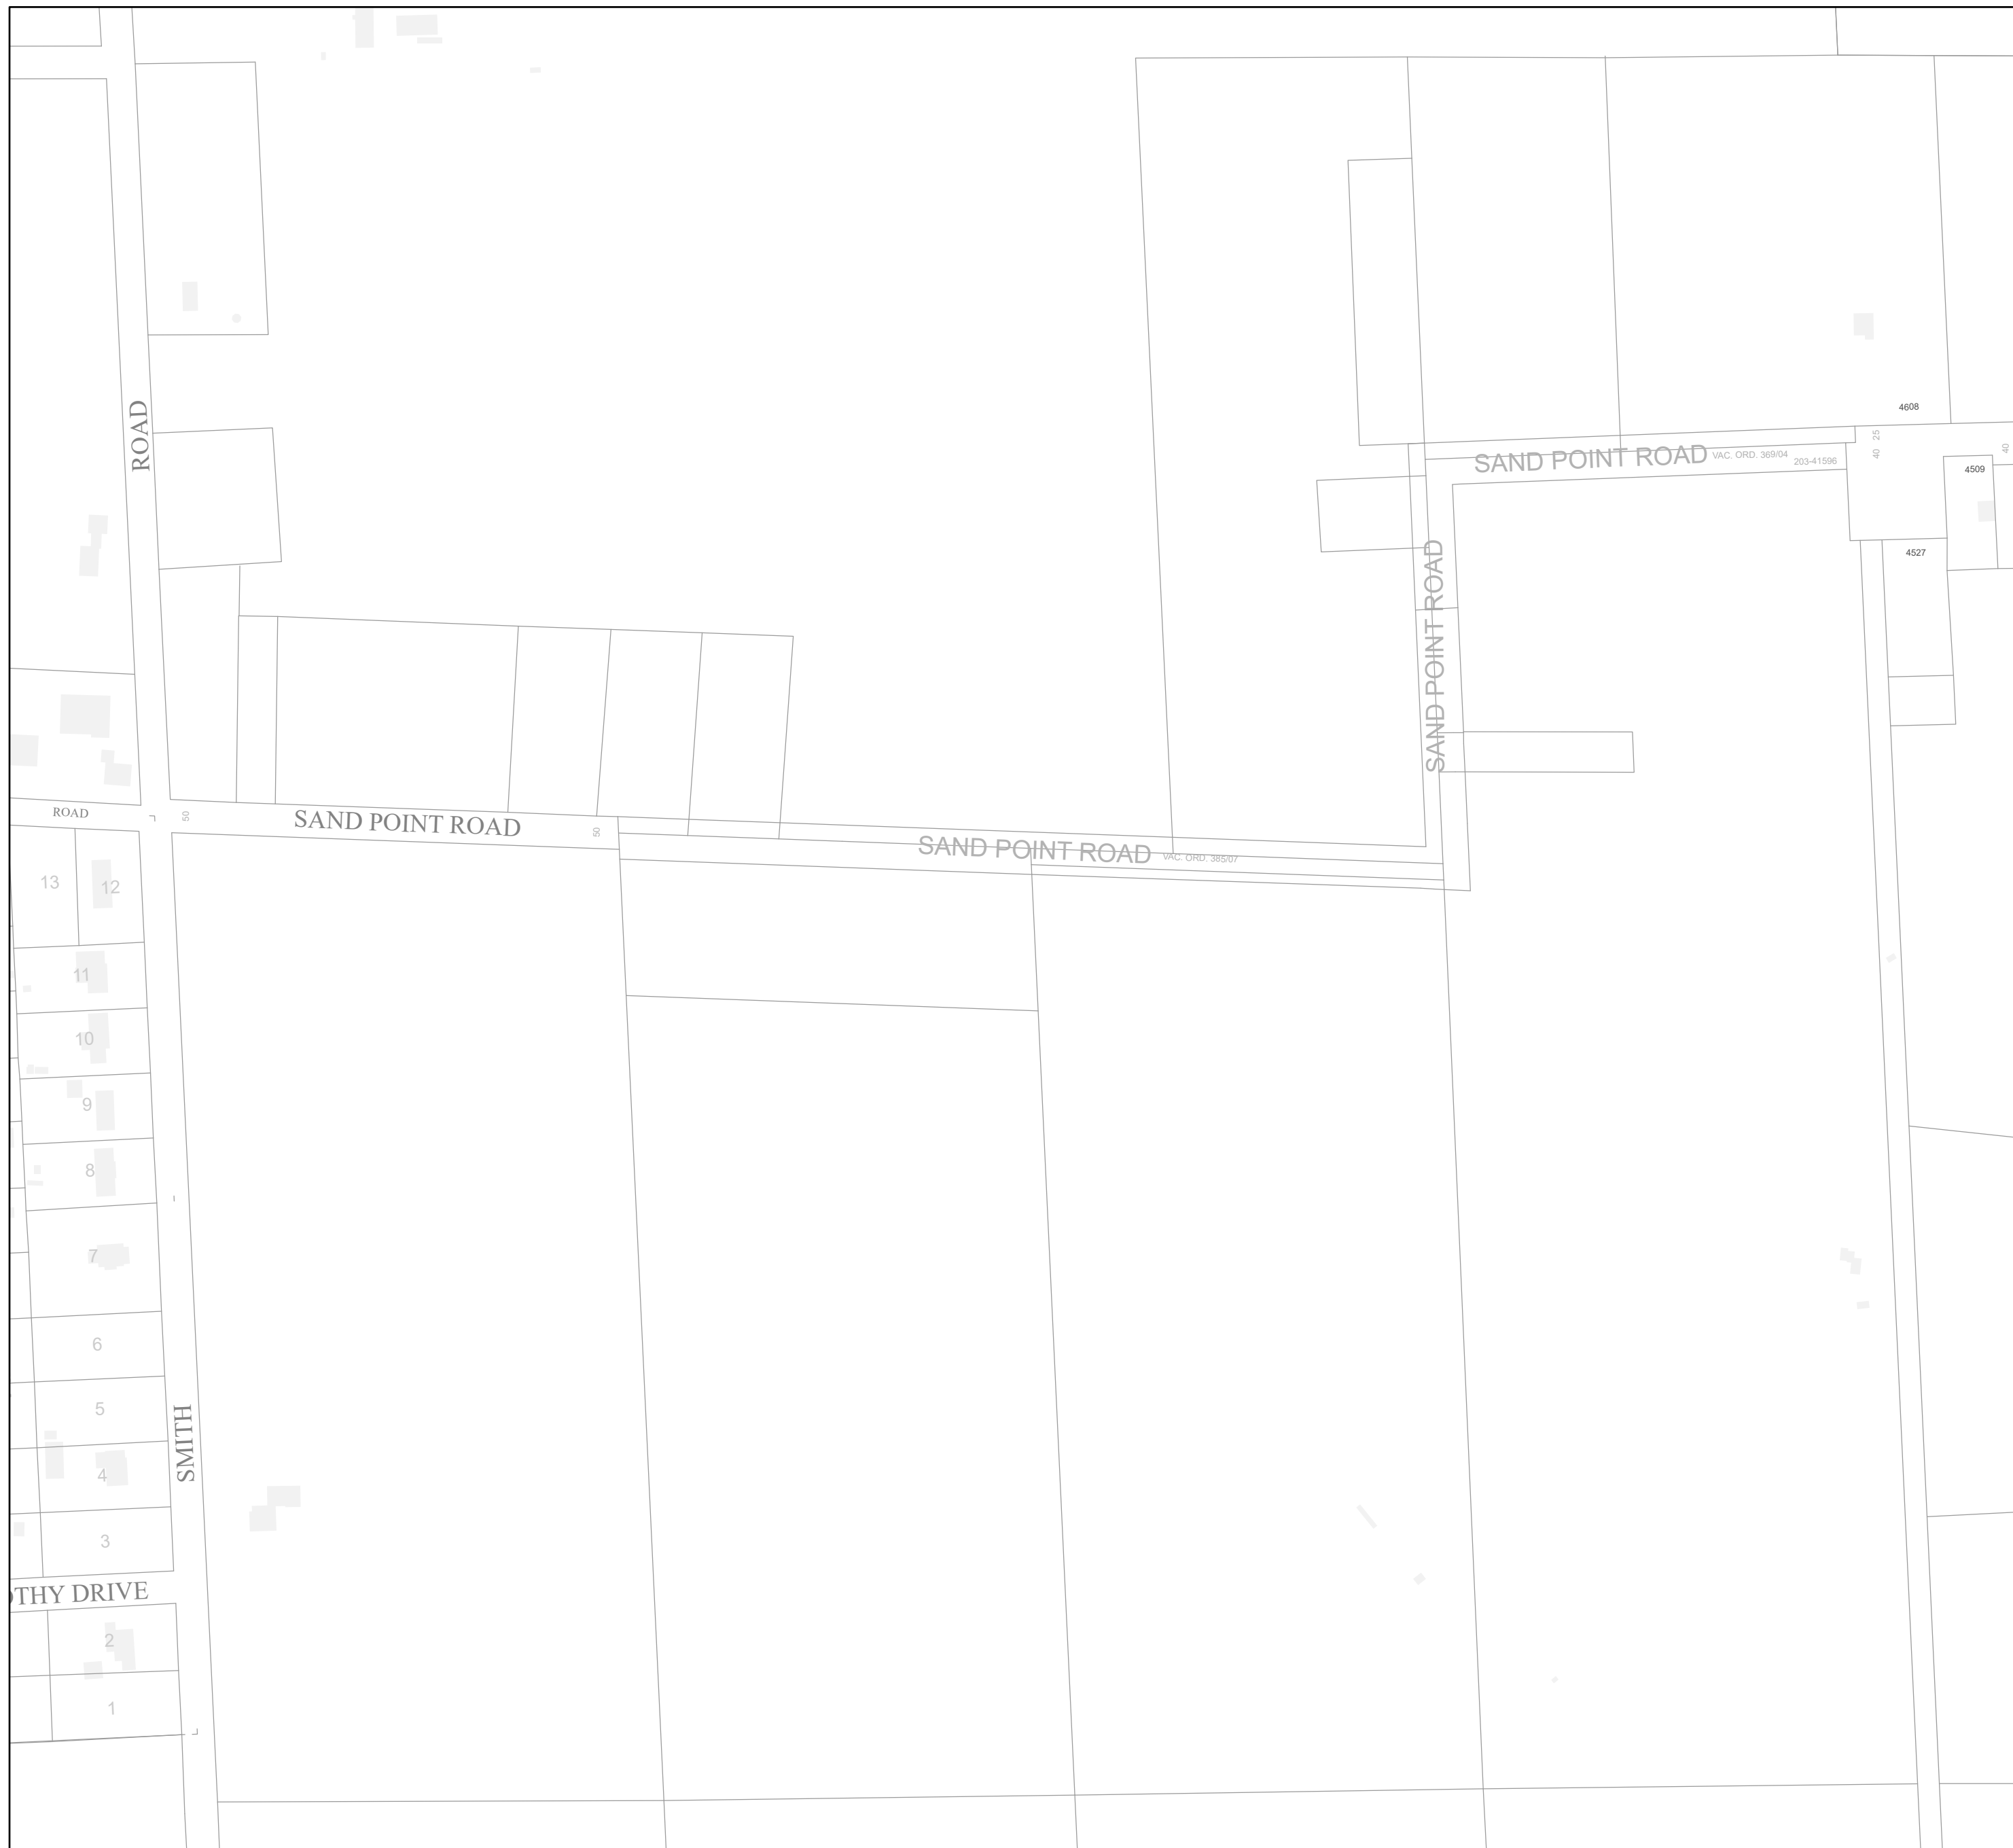 4608
ROAD
25
40
40
SAND POINT ROAD
VAC. ORD. 369/04
203-41596
4509
4527
SAND POINT ROAD
ROAD
50
SAND POINT ROAD
50
SAND POINT ROAD
VAC. ORD. 385/07
13
12
11
10
9
8
7
6
5
SMITH
4
3
OTHY DRIVE
2
1